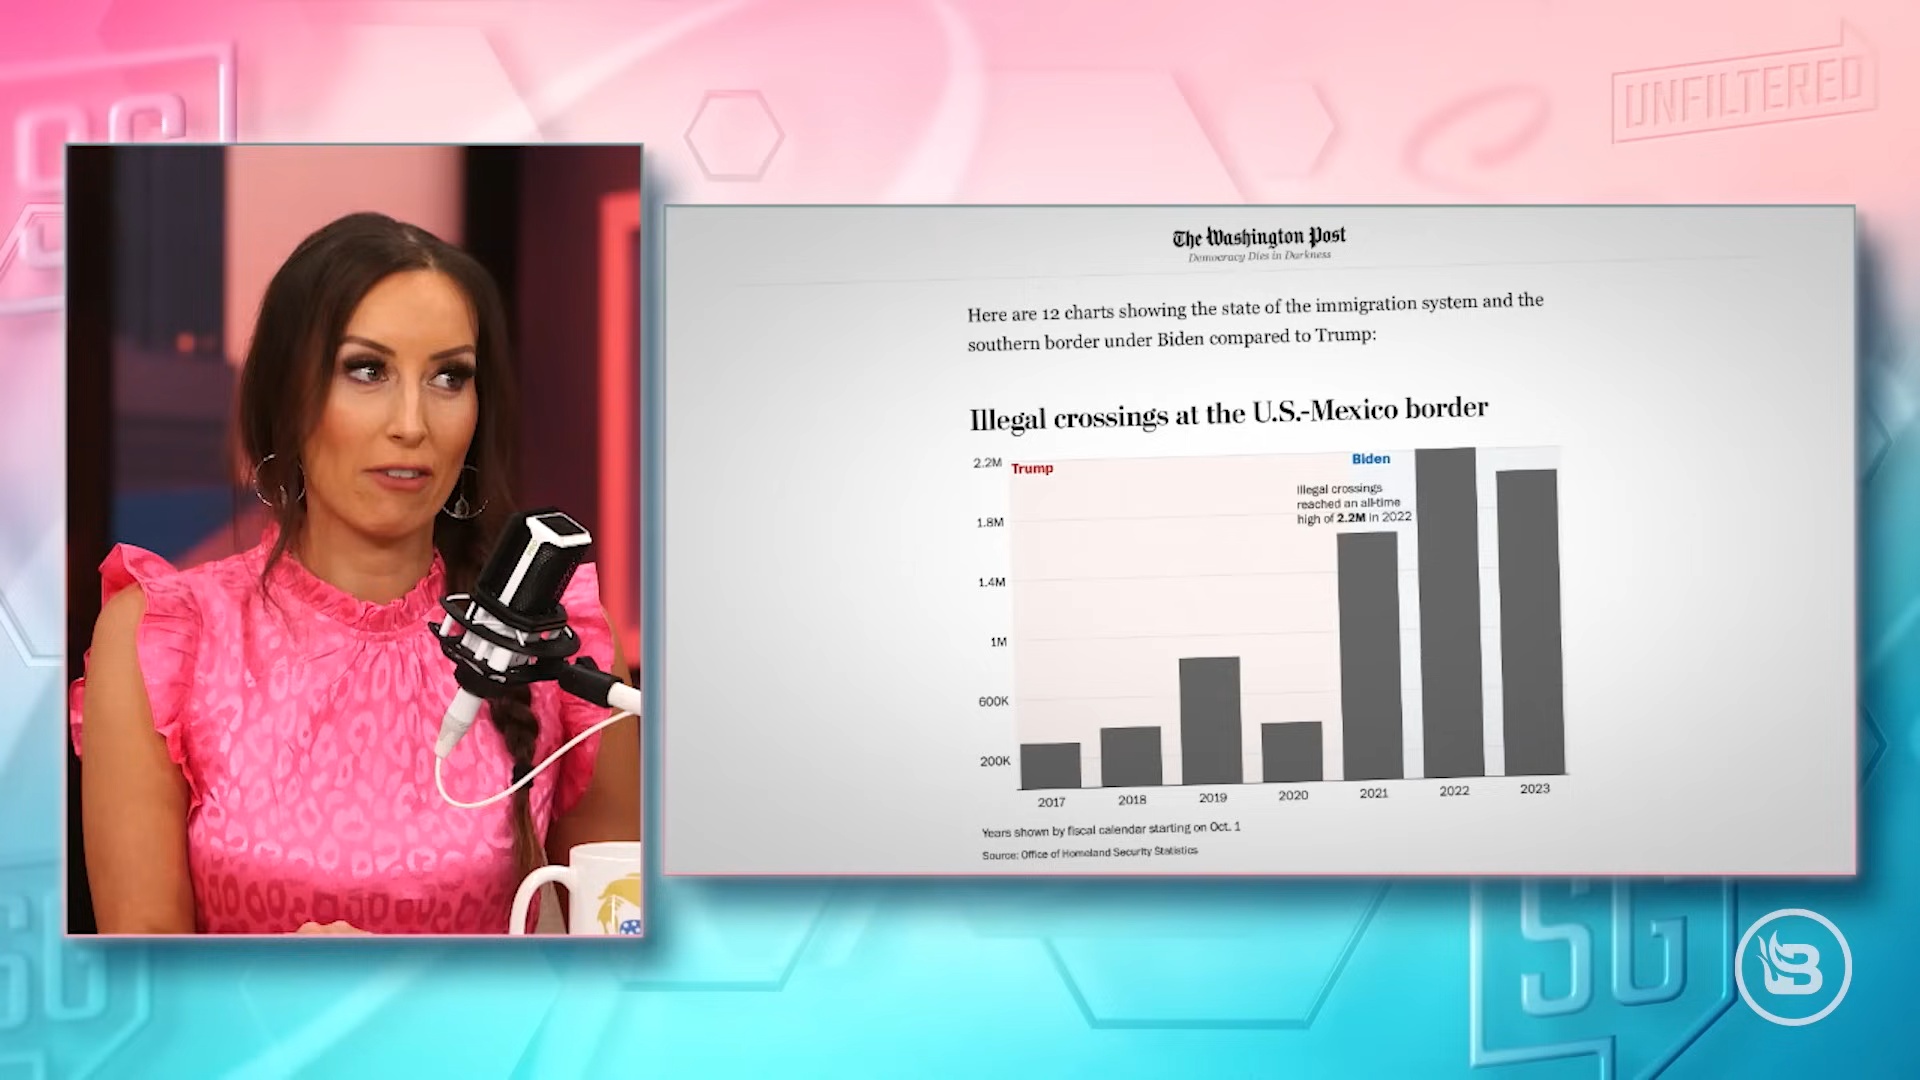 UNFILTERED
SG
The Washington Post
Democracy Dies in Darkness
Here are 12 charts showing the state of the immigration system and the
southern border under Biden compared to Trump:
Illegal crossings at the U.S.-Mexico border
2.2M
Trump
Biden
Illegal crossings
reached an all-time
high of 2.2M in 2022
1.8M
1.4M
1M
600K
200K
2017 2018 2019 2020 2021 2022 2023
Years shown by fiscal calendar starting on Oct. 1
Source: Office of Homeland Security Statistics
SG
SG
B